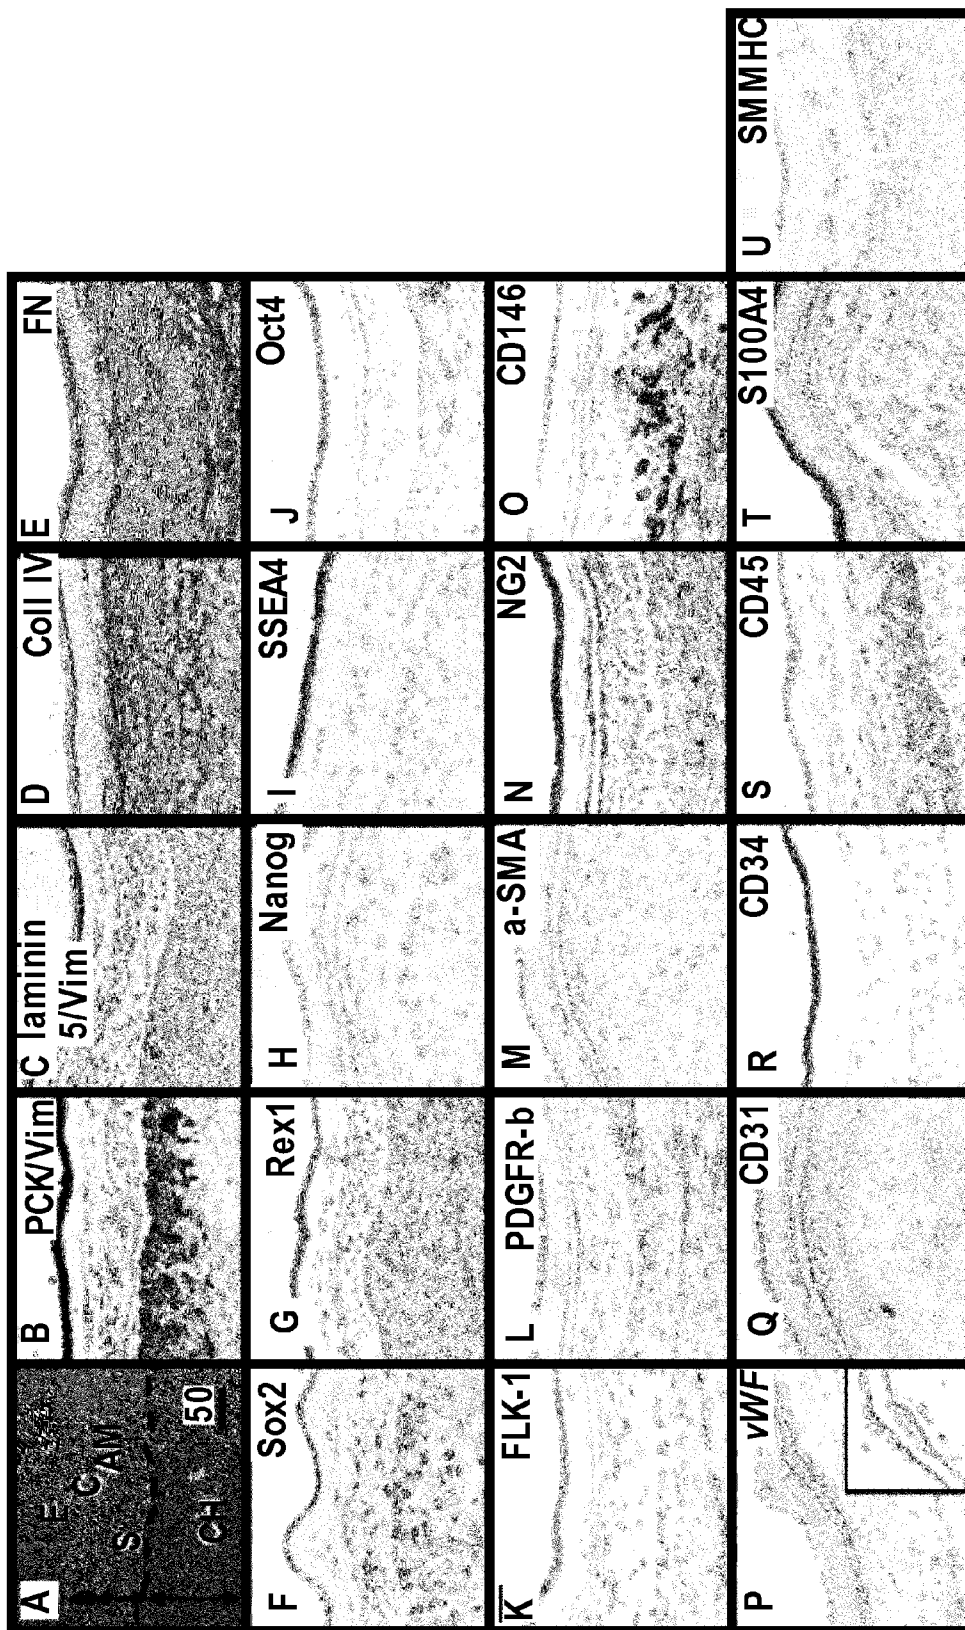 A
E
C
AM
S
CH
50
B PCK/Vim
C laminin
5/Vim
D Coll IV
E FN
F Sox2
G Rex1
H Nanog
I SSEA4
J Oct4
K FLK-1
L PDGFR-b
M a-SMA
N NG2
O CD146
P vWF
Q CD31
R CD34
S CD45
T S100A4
U SMMHC